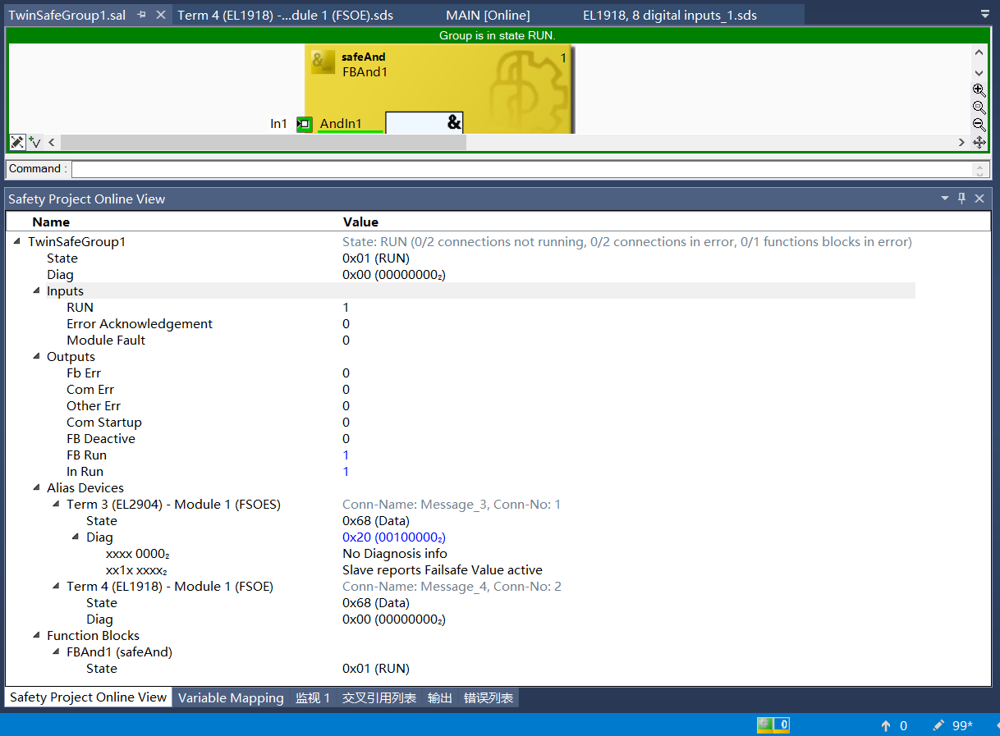 TwinSafeGroup1.sal Term 4 (EL1918) -...dule 1 (FSOE).sds MAIN [Online] EL1918, 8 digital inputs_1.sds
Group is in state RUN.
& safeAnd 1
FBAnd1
In1 AndIn1 &
Command :
Safety Project Online View
Name Value
TwinSafeGroup1 State: RUN (0/2 connections not running, 0/2 connections in error, 0/1 functions blocks in error)
State 0x01 (RUN)
Diag 0x00 (00000000₂)
Inputs
RUN 1
Error Acknowledgement 0
Module Fault 0
Outputs
Fb Err 0
Com Err 0
Other Err 0
Com Startup 0
FB Deactive 0
FB Run 1
In Run 1
Alias Devices
Term 3 (EL2904) - Module 1 (FSOES) Conn-Name: Message_3, Conn-No: 1
State 0x68 (Data)
Diag 0x20 (00100000₂)
xxxx 0000₂ No Diagnosis info
xx1x xxxx₂ Slave reports Failsafe Value active
Term 4 (EL1918) - Module 1 (FSOE) Conn-Name: Message_4, Conn-No: 2
State 0x68 (Data)
Diag 0x00 (00000000₂)
Function Blocks
FBAnd1 (safeAnd)
State 0x01 (RUN)
Safety Project Online View Variable Mapping 监视 1 交叉引用列表 输出 错误列表
0 0 99*